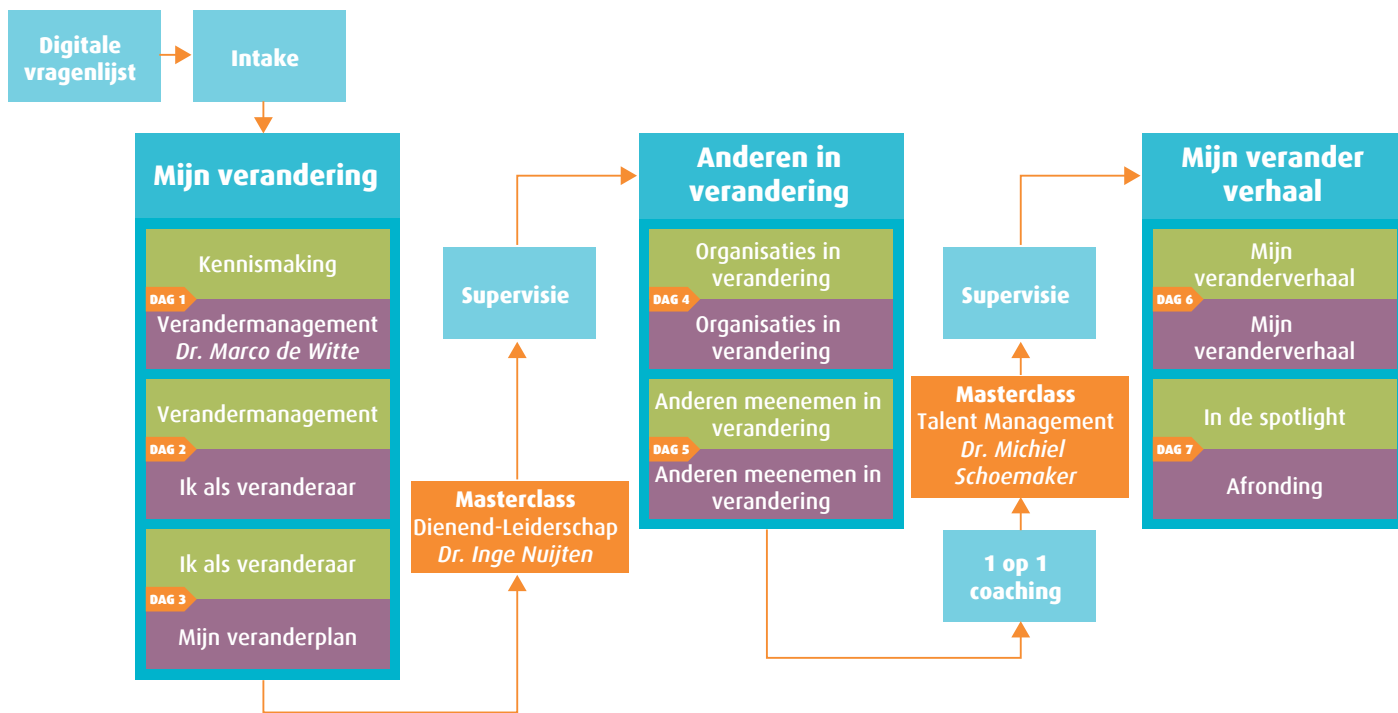 Digitale
vragenlijst
Intake
Mijn verandering
Kennismaking
DAG 1
Verandermanagement
Dr. Marco de Witte
Verandermanagement
DAG 2
Ik als veranderaar
Ik als veranderaar
DAG 3
Mijn veranderplan
Masterclass
Dienend-Leiderschap
Dr. Inge Nuijten
Supervisie
Anderen in
verandering
Organisaties in
verandering
DAG 4
Organisaties in
verandering
Anderen meenemen in
verandering
DAG 5
Anderen meenemen in
verandering
1 op 1
coaching
Masterclass
Talent Management
Dr. Michiel
Schoemaker
Supervisie
Mijn verander
verhaal
Mijn
veranderverhaal
DAG 6
Mijn
veranderverhaal
In de spotlight
DAG 7
Afronding